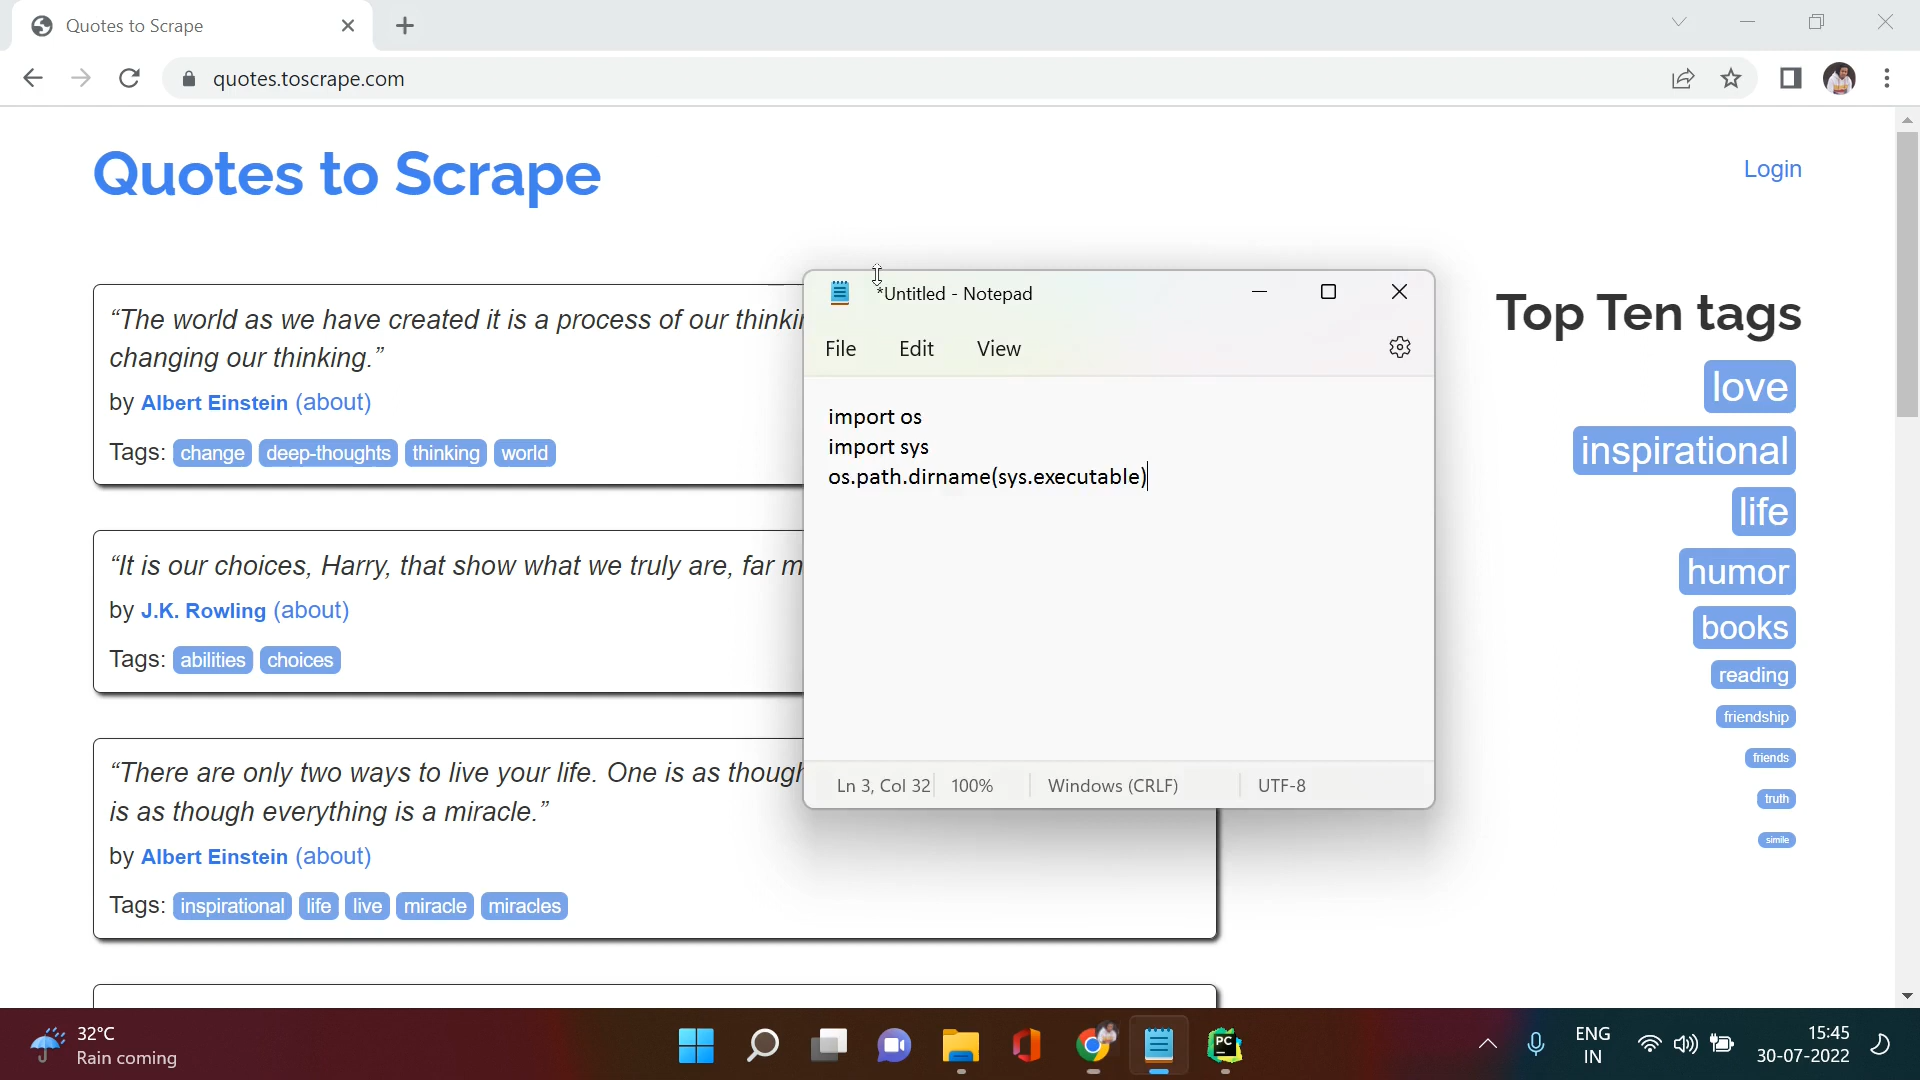 Quotes to Scrape
quotes.toscrape.com
Quotes to Scrape
Login
“The world as we have created it is a process of our thinkin
changing our thinking.”
by Albert Einstein (about)
Tags: change deep-thoughts thinking world
“It is our choices, Harry, that show what we truly are, far m
by J.K. Rowling (about)
Tags: abilities choices
“There are only two ways to live your life. One is as though
is as though everything is a miracle.”
by Albert Einstein (about)
Tags: inspirational life live miracle miracles
*Untitled - Notepad
File Edit View
import os
import sys
os.path.dirname(sys.executable)
Ln 3, Col 32 100% Windows (CRLF) UTF-8
Top Ten tags
love
inspirational
life
humor
books
reading
friendship
friends
truth
simile
32°C
Rain coming
PC
ENG
IN
15:45
30-07-2022